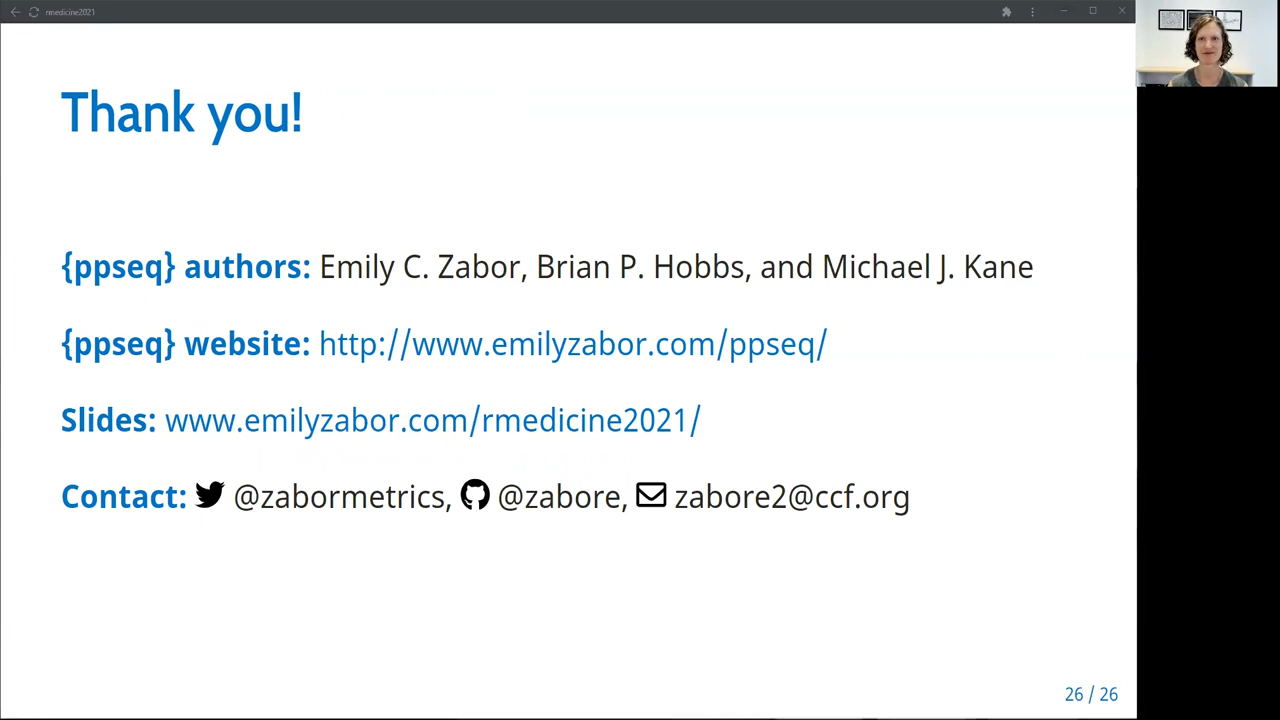 rmedicine2021
Thank you!
{ppseq} authors: Emily C. Zabor, Brian P. Hobbs, and Michael J. Kane
{ppseq} website: http://www.emilyzabor.com/ppseq/
Slides: www.emilyzabor.com/rmedicine2021/
Contact: @zabormetrics, @zabore, zabore2@ccf.org
26 / 26